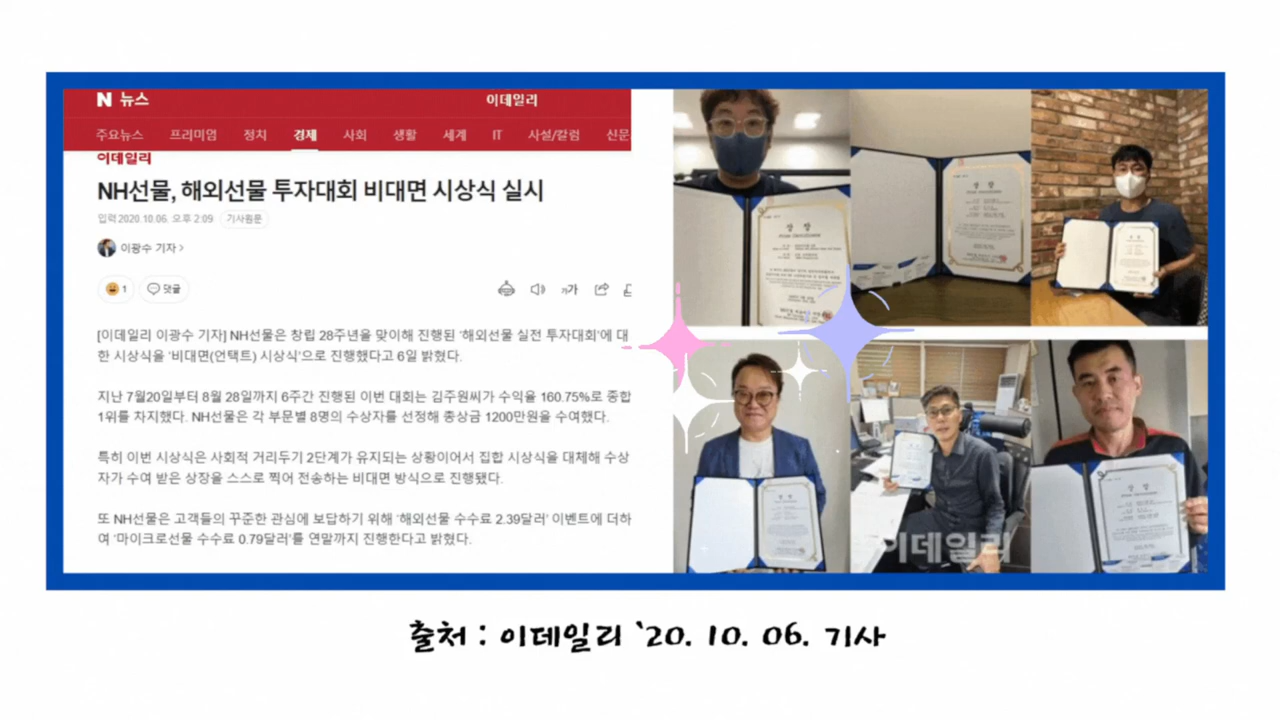 N 뉴스
이데일리
주요뉴스 프리미엄 정치 경제 사회 생활 세계 IT 사설/칼럼 신문
이데일리
NH선물, 해외선물 투자대회 비대면 시상식 실시
입력 2020.10.06. 오후 2:09 기사원문
이광수 기자
1 댓글
가
[이데일리 이광수 기자] NH선물은 창립 28주년을 맞이해 진행된 '해외선물 실전 투자대회'에 대
한 시상식을 '비대면(언택트) 시상식'으로 진행했다고 6일 밝혔다.
지난 7월20일부터 8월 28일까지 6주간 진행된 이번 대회는 김주원씨가 수익율 160.75%로 종합
1위를 차지했다. NH선물은 각 부문별 8명의 수상자를 선정해 총상금 1200만원을 수여했다.
특히 이번 시상식은 사회적 거리두기 2단계가 유지되는 상황이어서 집합 시상식을 대체해 수상
자가 수여 받은 상장을 스스로 찍어 전송하는 비대면 방식으로 진행됐다.
또 NH선물은 고객들의 꾸준한 관심에 보답하기 위해 '해외선물 수수료 2.39달러' 이벤트에 더하
여 '마이크로선물 수수료 0.79달러'를 연말까지 진행한다고 밝혔다.
상 장
상 장
상 장
상 장
상 장
이데일리
출처 : 이데일리 '20. 10. 06. 기사